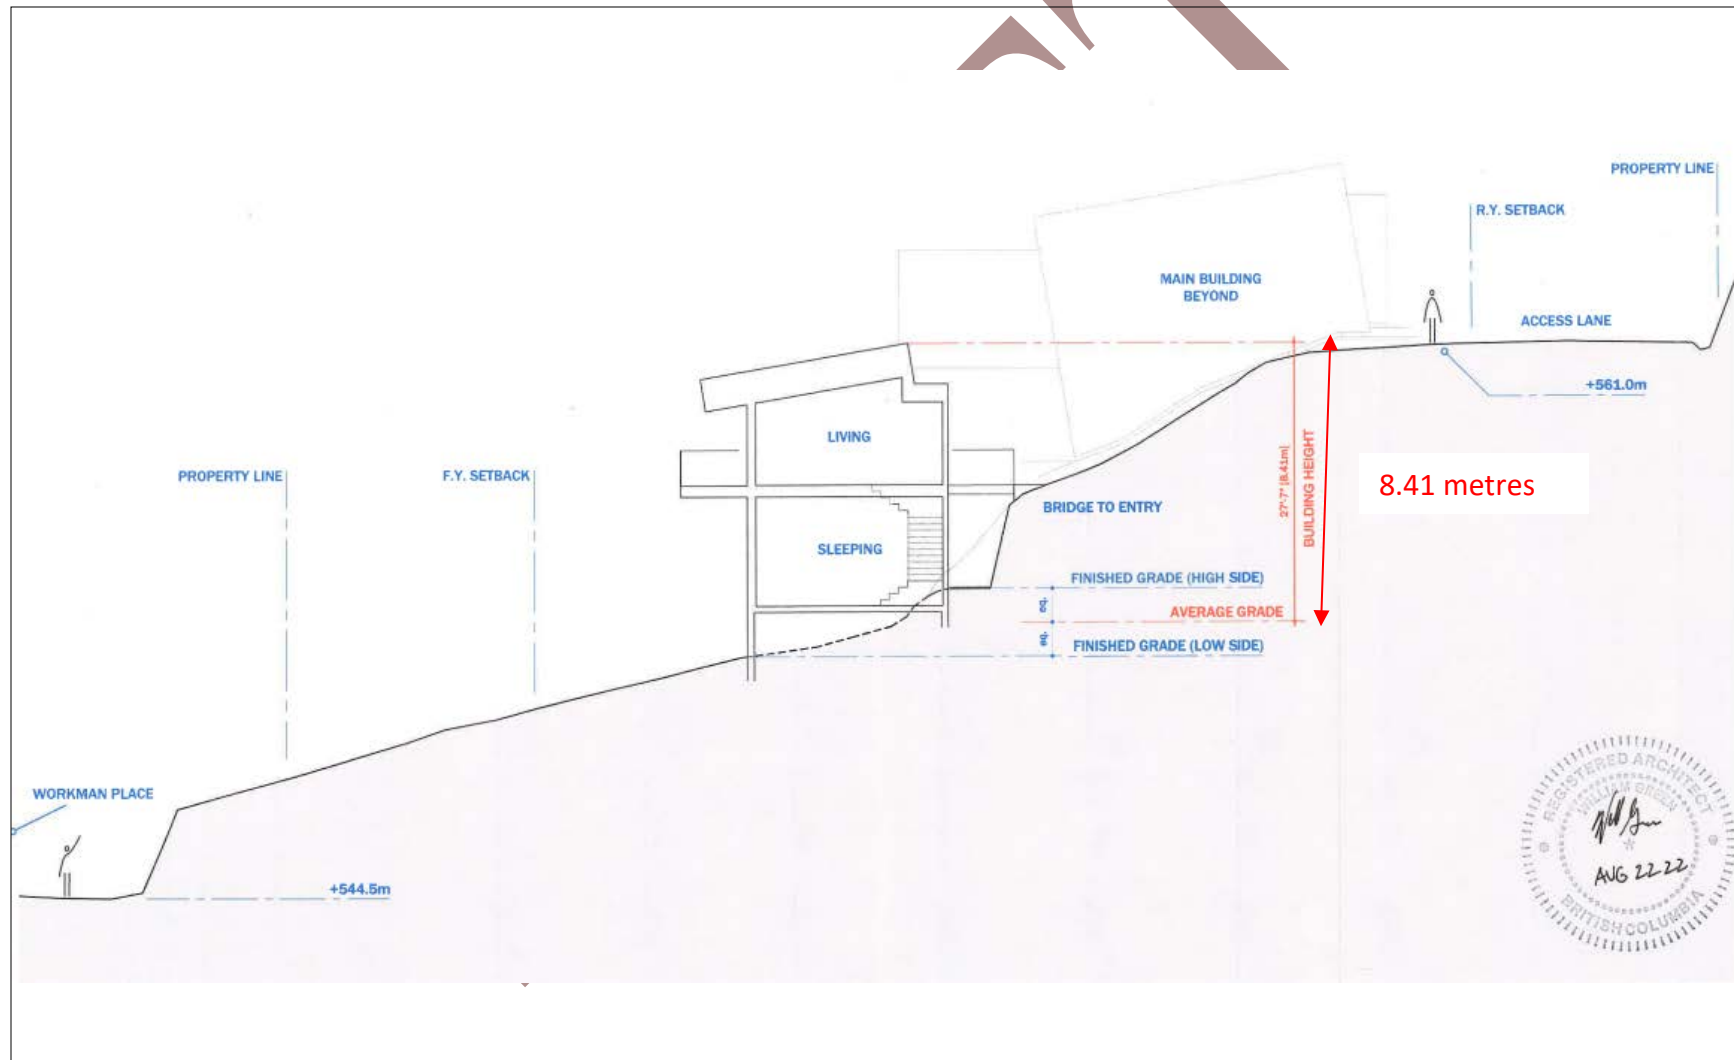 PROPERTY LINE
R.Y. SETBACK
MAIN BUILDING
BEYOND
ACCESS LANE
+561.0m
LIVING
PROPERTY LINE
F.Y. SETBACK
27'-7" [8.41m]
BUILDING HEIGHT
8.41 metres
BRIDGE TO ENTRY
SLEEPING
FINISHED GRADE (HIGH SIDE)
eq.
AVERAGE GRADE
eq.
FINISHED GRADE (LOW SIDE)
WORKMAN PLACE
+544.5m
REGISTERED ARCHITECT
WILLIAM GREEN
AUG 22 22
BRITISH COLUMBIA